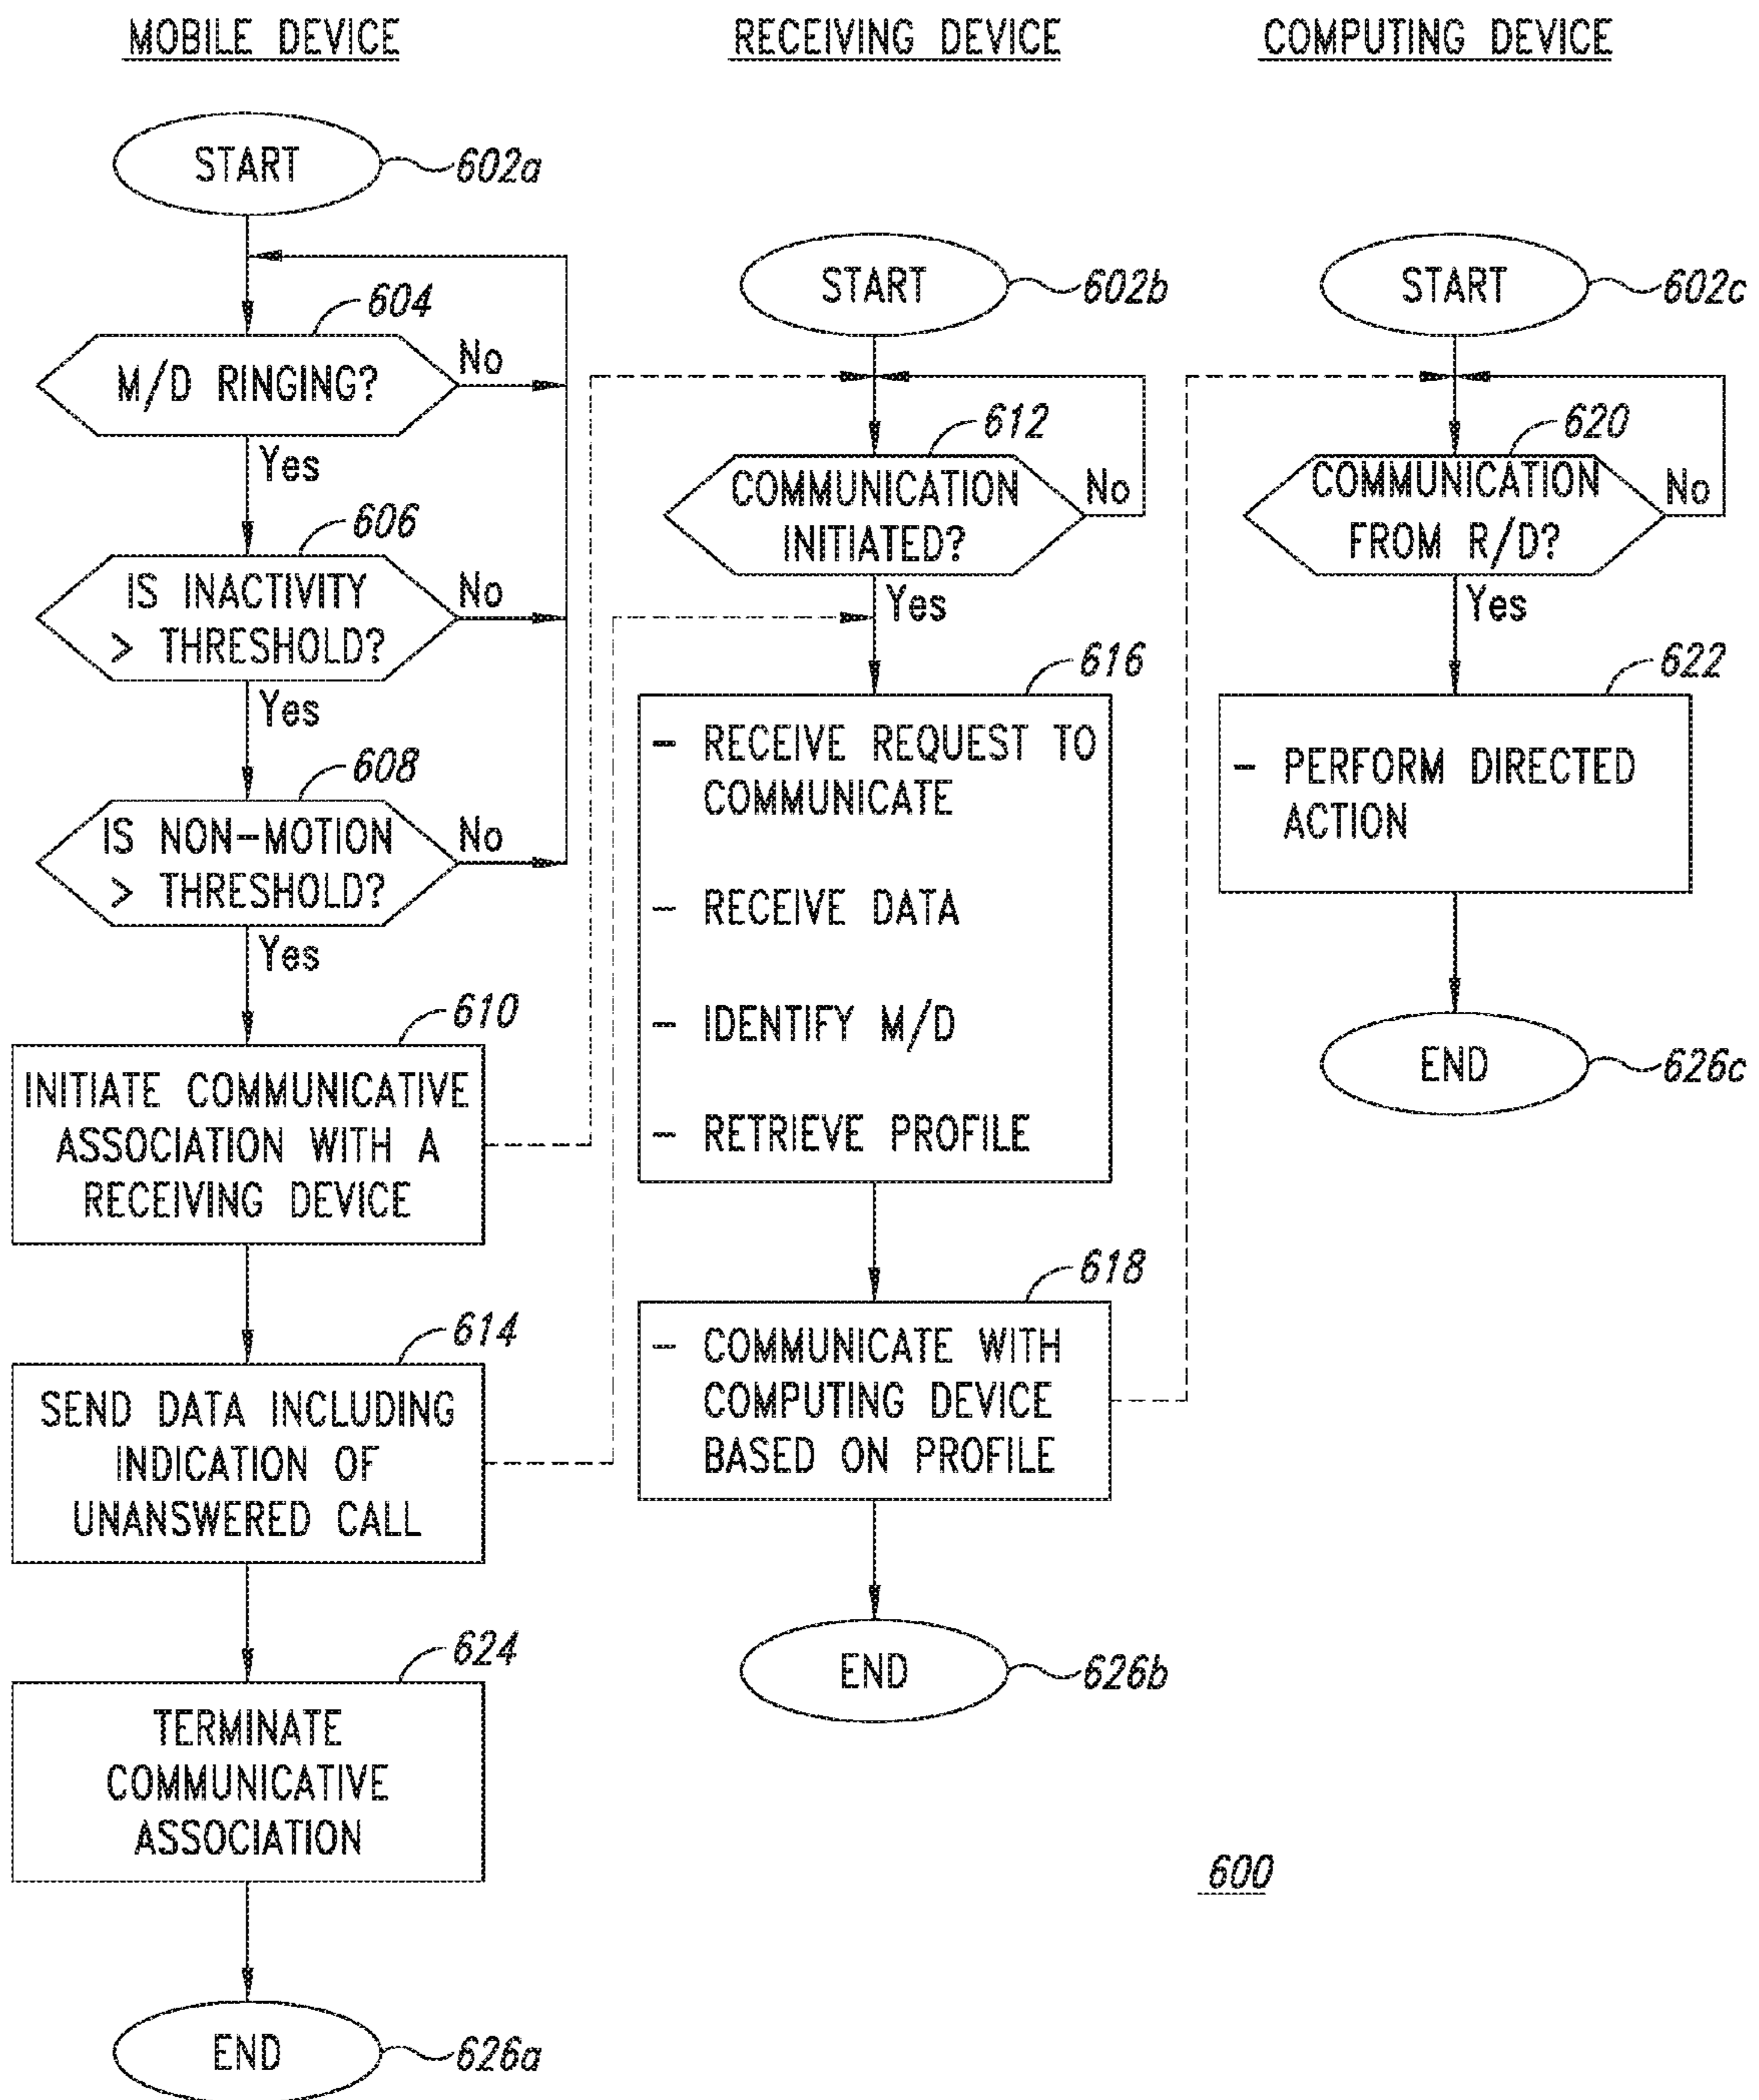 MOBILE DEVICE
START
602a
604
M/D RINGING?
No
Yes
606
IS INACTIVITY
> THRESHOLD?
No
Yes
608
IS NON-MOTION
> THRESHOLD?
No
Yes
610
INITIATE COMMUNICATIVE
ASSOCIATION WITH A
RECEIVING DEVICE
614
SEND DATA INCLUDING
INDICATION OF
UNANSWERED CALL
624
TERMINATE
COMMUNICATIVE
ASSOCIATION
END
626a
RECEIVING DEVICE
START
602b
612
COMMUNICATION
INITIATED?
No
Yes
616
- RECEIVE REQUEST TO
COMMUNICATE
- RECEIVE DATA
- IDENTIFY M/D
- RETRIEVE PROFILE
618
- COMMUNICATE WITH
COMPUTING DEVICE
BASED ON PROFILE
END
626b
COMPUTING DEVICE
START
602c
620
COMMUNICATION
FROM R/D?
No
Yes
622
- PERFORM DIRECTED
ACTION
END
626c
600